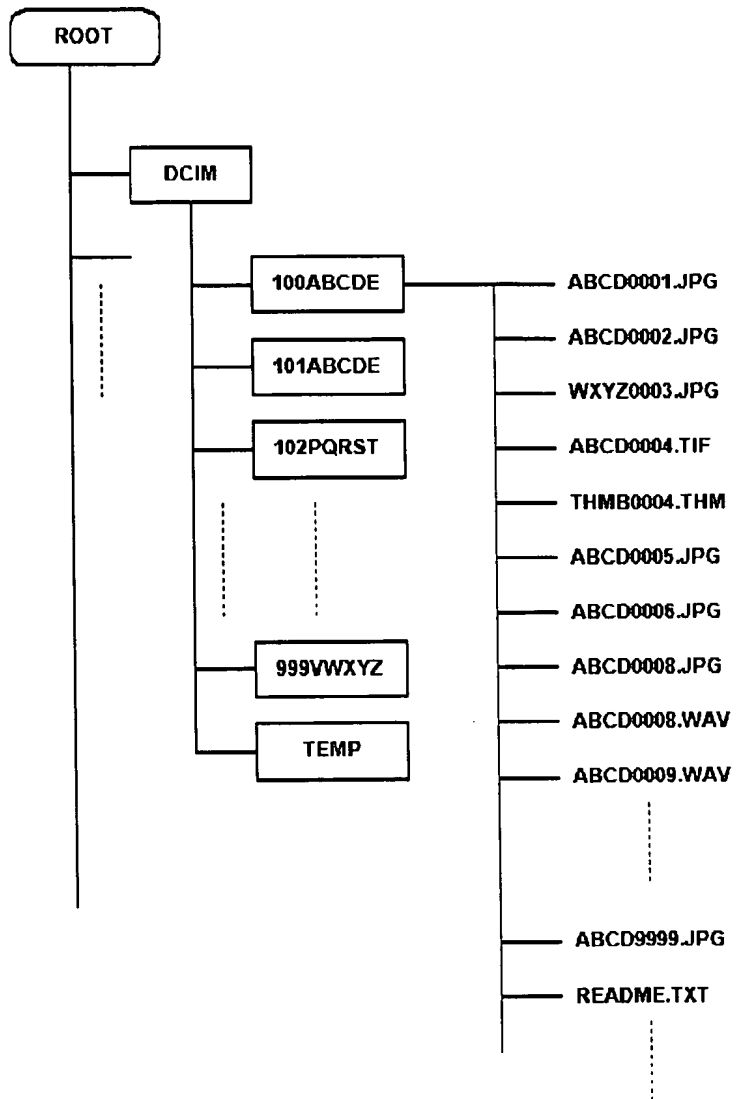 ROOT
DCIM
100ABCDE
101ABCDE
102PQRST
999VWXYZ
TEMP
ABCD0001.JPG
ABCD0002.JPG
WXYZ0003.JPG
ABCD0004.TIF
THMB0004.THM
ABCD0005.JPG
ABCD0006.JPG
ABCD0008.JPG
ABCD0008.WAV
ABCD0009.WAV
ABCD9999.JPG
README.TXT